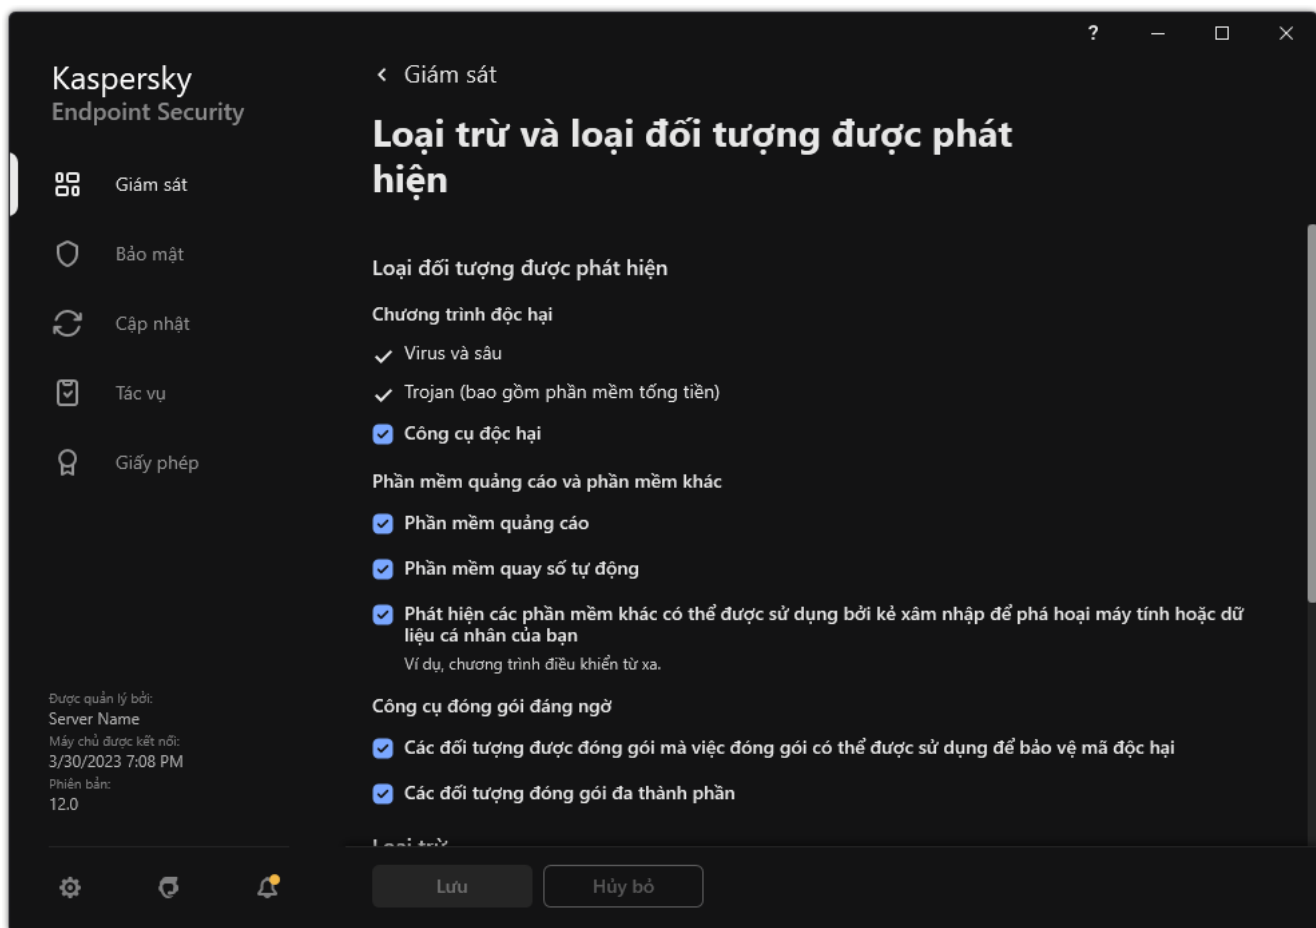 ?
Kaspersky
Endpoint Security
Giám sát
Bảo mật
Cập nhật
Tác vụ
Giấy phép
Được quản lý bởi:
Server Name
Máy chủ được kết nối:
3/30/2023 7:08 PM
Phiên bản:
12.0
Giám sát
Loại trừ và loại đối tượng được phát
hiện
Loại đối tượng được phát hiện
Chương trình độc hại
Virus và sâu
Trojan (bao gồm phần mềm tống tiền)
Công cụ độc hại
Phần mềm quảng cáo và phần mềm khác
Phần mềm quảng cáo
Phần mềm quay số tự động
Phát hiện các phần mềm khác có thể được sử dụng bởi kẻ xâm nhập để phá hoại máy tính hoặc dữ
liệu cá nhân của bạn
Ví dụ, chương trình điều khiển từ xa.
Công cụ đóng gói đáng ngờ
Các đối tượng được đóng gói mà việc đóng gói có thể được sử dụng để bảo vệ mã độc hại
Các đối tượng đóng gói đa thành phần
Loại trừ
Lưu
Hủy bỏ